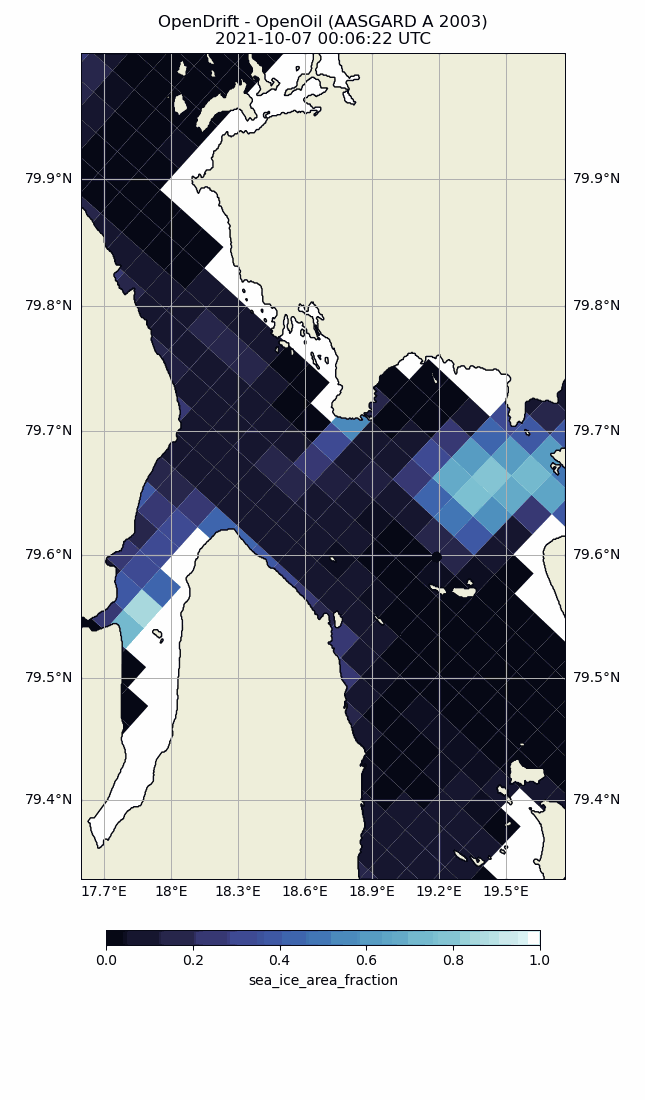 OpenDrift - OpenOil (AASGARD A 2003)
2021-10-07 00:06:22 UTC
79.9°N 79.9°N
79.8°N 79.8°N
79.7°N 79.7°N
79.6°N 79.6°N
79.5°N 79.5°N
79.4°N 79.4°N
17.7°E 18°E 18.3°E 18.6°E 18.9°E 19.2°E 19.5°E
0.0 0.2 0.4 0.6 0.8 1.0
sea_ice_area_fraction